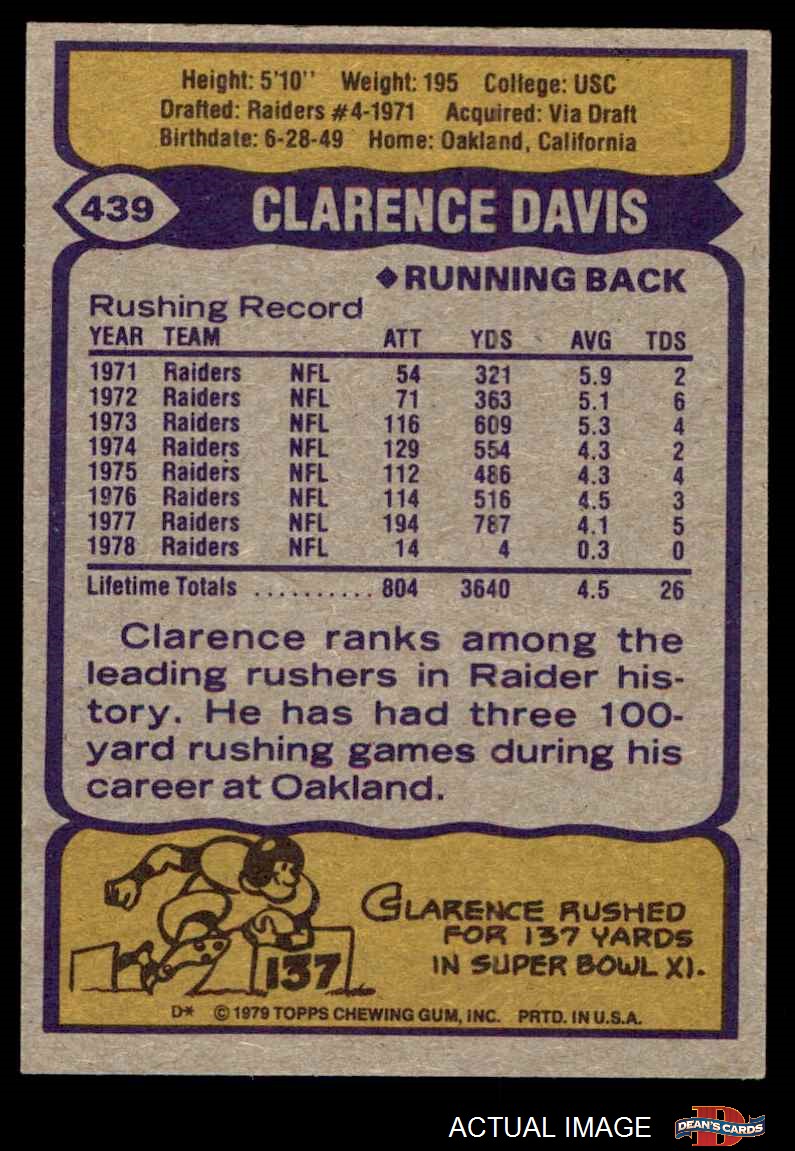 Height: 5'10" Weight: 195 College: USC
Drafted: Raiders #4-1971 Acquired: Via Draft
Birthdate: 6-28-49 Home: Oakland, California
439 CLARENCE DAVIS
◆RUNNING BACK
Rushing Record
YEAR TEAM ATT YDS AVG TDS
1971 Raiders NFL 54 321 5.9 2
1972 Raiders NFL 71 363 5.1 6
1973 Raiders NFL 116 609 5.3 4
1974 Raiders NFL 129 554 4.3 2
1975 Raiders NFL 112 486 4.3 4
1976 Raiders NFL 114 516 4.5 3
1977 Raiders NFL 194 787 4.1 5
1978 Raiders NFL 14 4 0.3 0
Lifetime Totals .......... 804 3640 4.5 26
Clarence ranks among the
leading rushers in Raider his-
tory. He has had three 100-
yard rushing games during his
career at Oakland.
CLARENCE RUSHED
FOR 137 YARDS
IN SUPER BOWL XI.
137
D* © 1979 TOPPS CHEWING GUM, INC. PRTD. IN U.S.A.
ACTUAL IMAGE
D
DEAN'S CARDS